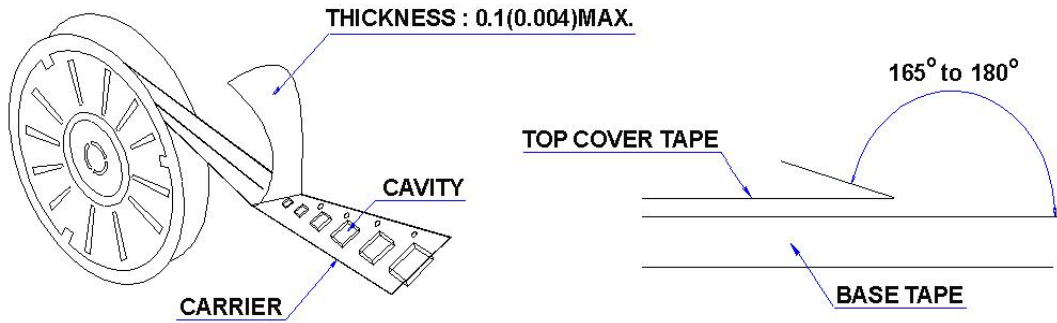 THICKNESS : 0.1(0.004)MAX.
165° to 180°
TOP COVER TAPE
CAVITY
BASE TAPE
CARRIER